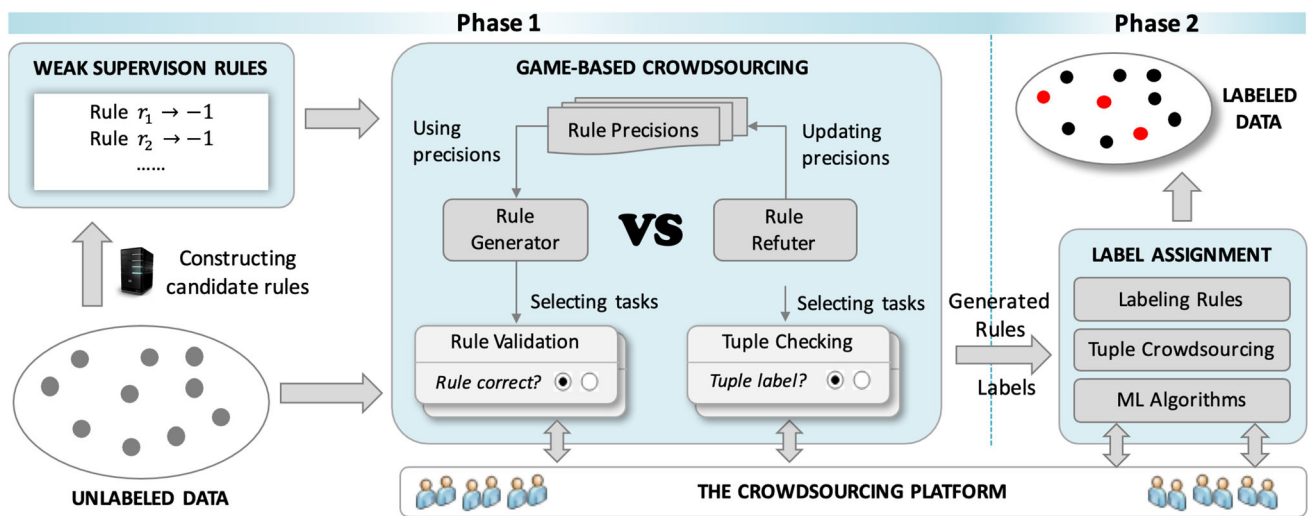 Phase 1
Phase 2
WEAK SUPERVISON RULES
Rule r₁ → −1
Rule r₂ → −1
......
Constructing
candidate rules
UNLABELED DATA
GAME-BASED CROWDSOURCING
Rule Precisions
Using
precisions
Updating
precisions
Rule
Generator
VS
Rule
Refuter
Selecting tasks
Selecting tasks
Rule Validation
Rule correct?
Tuple Checking
Tuple label?
Generated
Rules
Labels
LABELED
DATA
LABEL ASSIGNMENT
Labeling Rules
Tuple Crowdsourcing
ML Algorithms
THE CROWDSOURCING PLATFORM